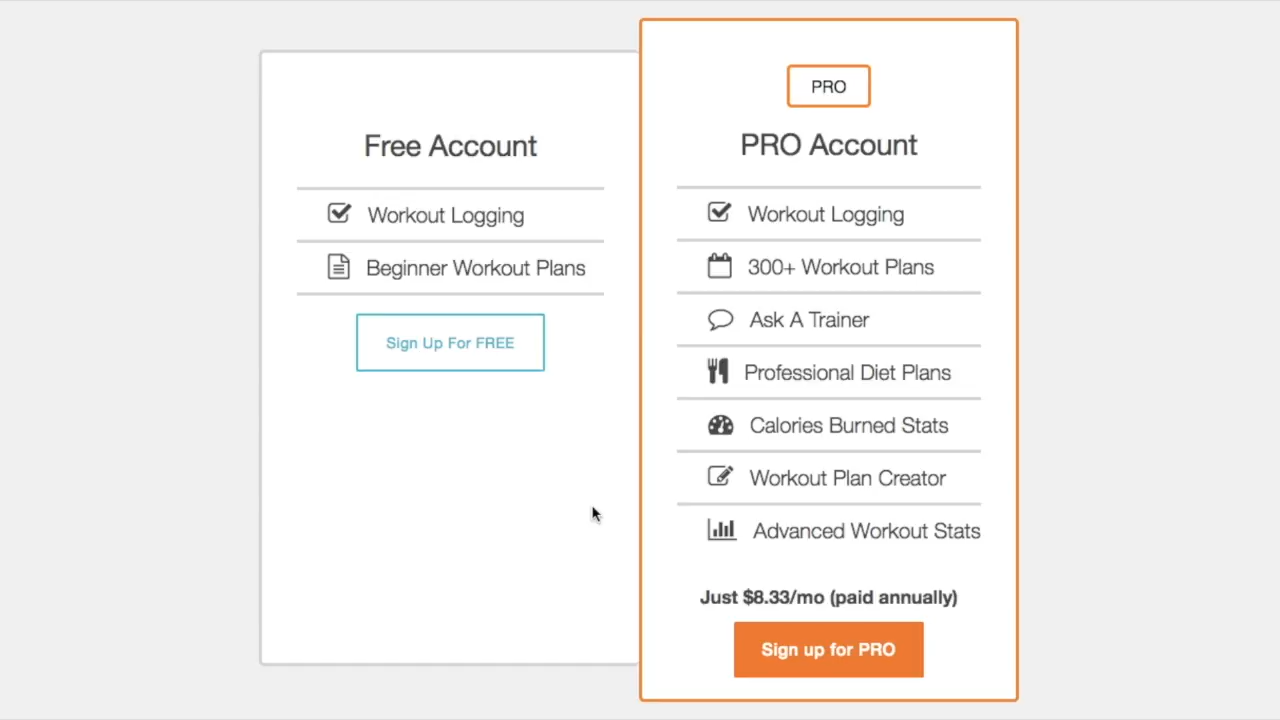 Free Account
Workout Logging
Beginner Workout Plans
Sign Up For FREE
PRO
PRO Account
Workout Logging
300+ Workout Plans
Ask A Trainer
Professional Diet Plans
Calories Burned Stats
Workout Plan Creator
Advanced Workout Stats
Just $8.33/mo (paid annually)
Sign up for PRO